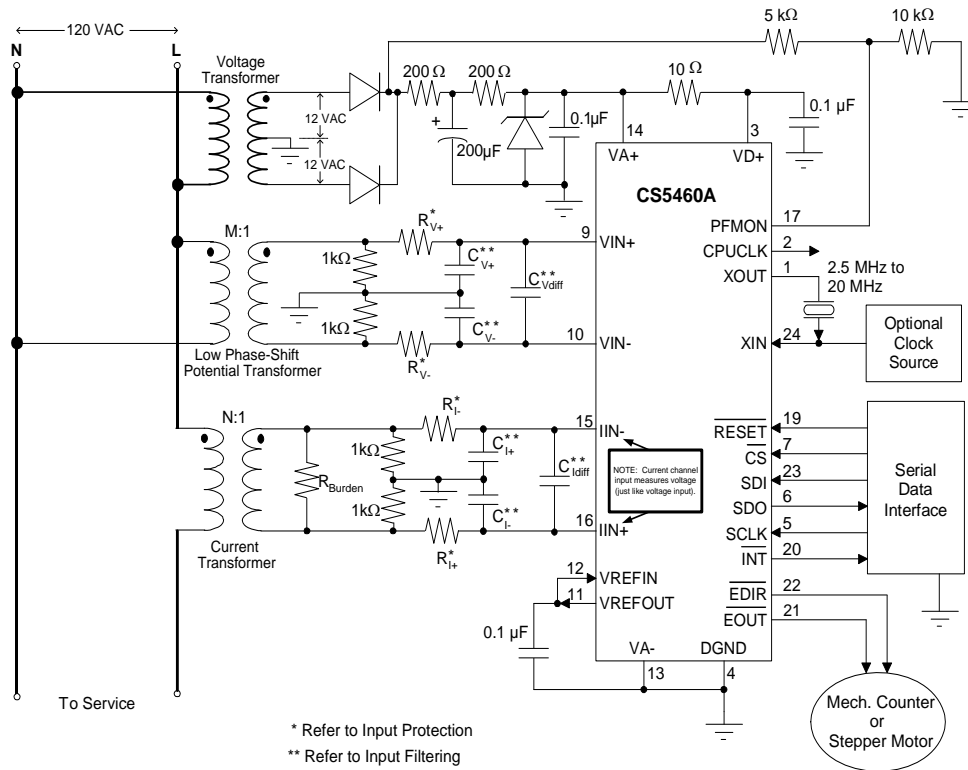 120 VAC
N
L
Voltage
Transformer
12 VAC
12 VAC
200 Ω
200 Ω
+
200µF
0.1µF
10 Ω
5 kΩ
10 kΩ
0.1 µF
14
3
VA+
VD+
CS5460A
PFMON
17
CPUCLK
2
XOUT
1
2.5 MHz to
20 MHz
XIN
24
Optional
Clock
Source
M:1
1kΩ
1kΩ
R*V+
C**V+
C**Vdiff
C**V-
R*V-
9
VIN+
10
VIN-
Low Phase-Shift
Potential Transformer
N:1
RBurden
1kΩ
1kΩ
R*I-
C**I+
C**Idiff
C**I-
R*I+
15
IIN-
NOTE: Current channel
input measures voltage
(just like voltage input).
16
IIN+
Current
Transformer
RESET
19
CS
7
SDI
23
SDO
6
SCLK
5
INT
20
Serial
Data
Interface
12
VREFIN
11
VREFOUT
0.1 µF
EDIR
22
EOUT
21
VA-
DGND
13
4
Mech. Counter
or
Stepper Motor
To Service
* Refer to Input Protection
** Refer to Input Filtering